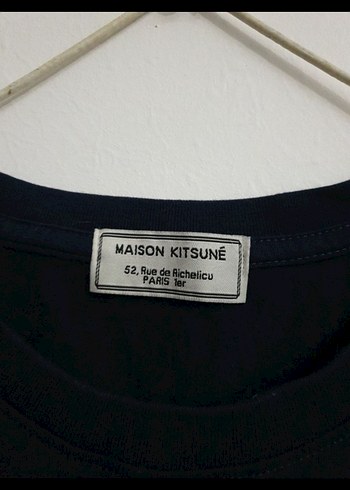 MAISON KITSUNÉ
52, Rue de Richelieu
PARIS 1er